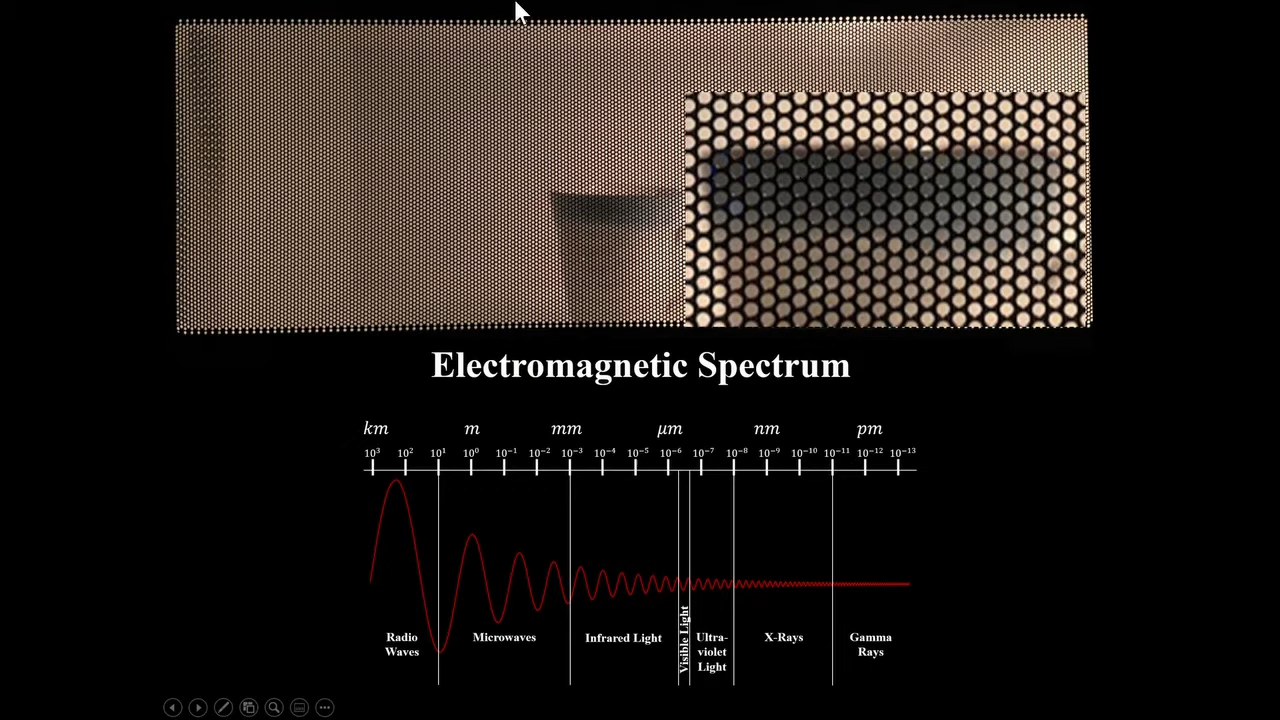 Electromagnetic Spectrum
km m mm μm nm pm
10³ 10² 10¹ 10⁰ 10⁻¹ 10⁻² 10⁻³ 10⁻⁴ 10⁻⁵ 10⁻⁶ 10⁻⁷ 10⁻⁸ 10⁻⁹ 10⁻¹⁰ 10⁻¹¹ 10⁻¹² 10⁻¹³
Radio
Waves
Microwaves
Infrared Light
Visible Light
Ultra-
violet
Light
X-Rays
Gamma
Rays